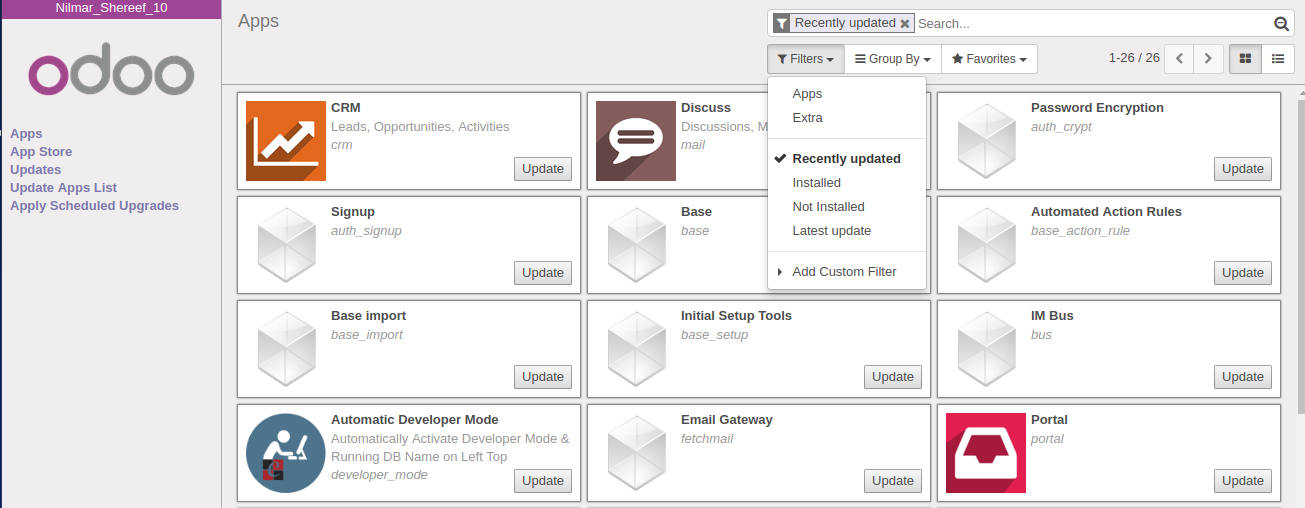 Nilmar_Shereef_10
odoo
Apps
App Store
Updates
Update Apps List
Apply Scheduled Upgrades
Apps
Recently updated
Search...
Filters
Group By
Favorites
1-26 / 26
Apps
Extra
Recently updated
Installed
Not Installed
Latest update
Add Custom Filter
CRM
Leads, Opportunities, Activities
crm
Update
Discuss
Discussions, M
mail
Password Encryption
auth_crypt
Update
Signup
auth_signup
Update
Base
base
Automated Action Rules
base_action_rule
Update
Base import
base_import
Update
Initial Setup Tools
base_setup
Update
IM Bus
bus
Update
Automatic Developer Mode
Automatically Activate Developer Mode &
Running DB Name on Left Top
developer_mode
Update
Email Gateway
fetchmail
Update
Portal
portal
Update